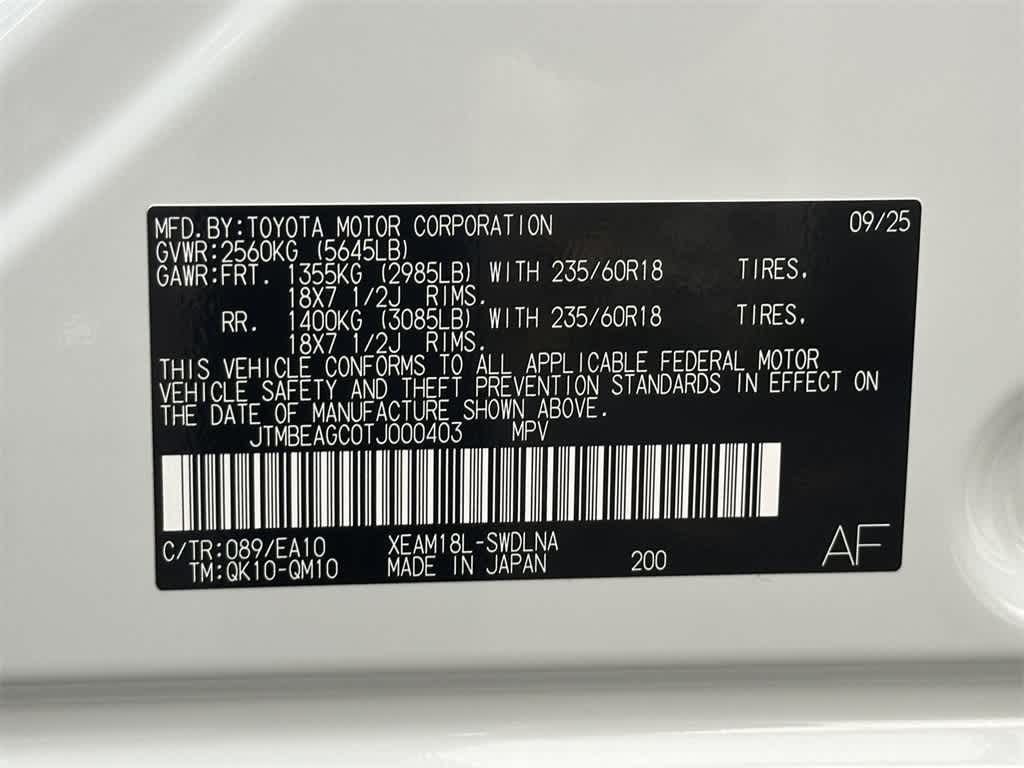 MFD. BY:TOYOTA MOTOR CORPORATION 09/25
GVWR:2560KG (5645LB)
GAWR:FRT. 1355KG (2985LB) WITH 235/60R18 TIRES,
18X7 1/2J RIMS.
RR. 1400KG (3085LB) WITH 235/60R18 TIRES,
18X7 1/2J RIMS.
THIS VEHICLE CONFORMS TO ALL APPLICABLE FEDERAL MOTOR
VEHICLE SAFETY AND THEFT PREVENTION STANDARDS IN EFFECT ON
THE DATE OF MANUFACTURE SHOWN ABOVE.
JTMBEAGC0TJ000403 MPV
C/TR:089/EA10 XEAM18L-SWDLNA
TM:QK10-QM10 MADE IN JAPAN 200 AF